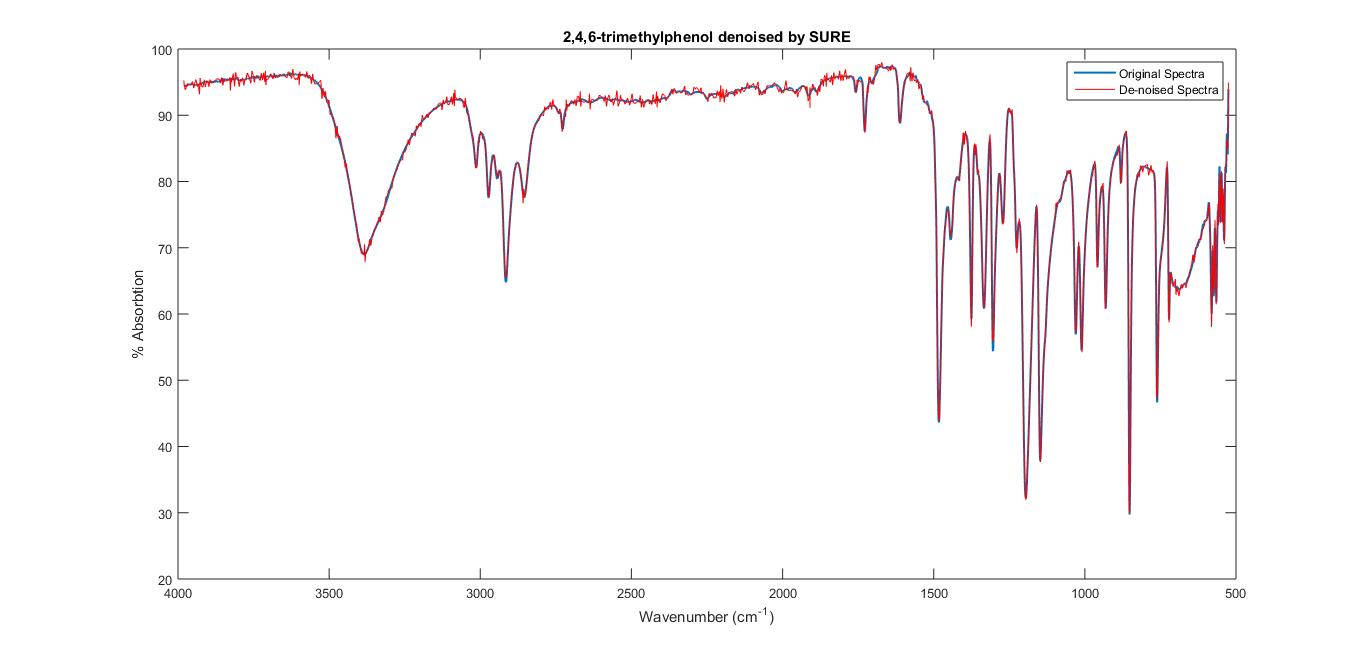 2,4,6-trimethylphenol denoised by SURE
100
90
80
70
60
50
40
30
20
% Absorbtion
Original Spectra
De-noised Spectra
4000 3500 3000 2500 2000 1500 1000 500
Wavenumber (cm⁻¹)